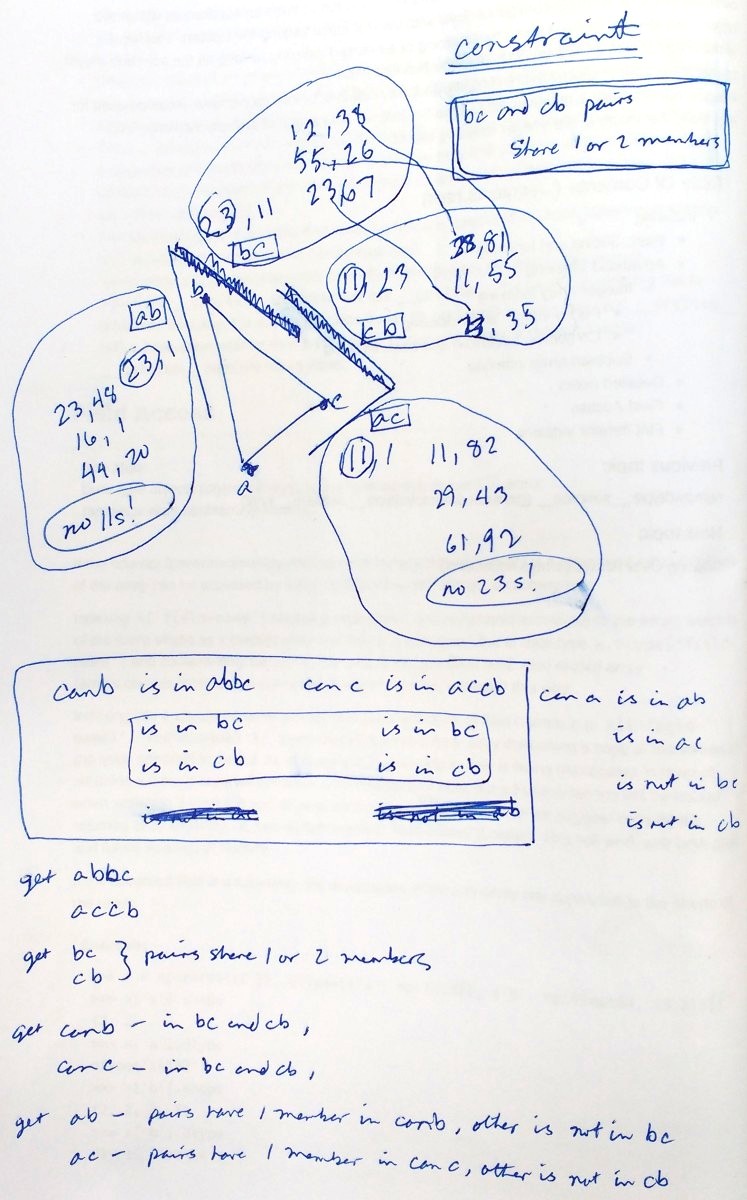 constraint
bc and cb pairs
share 1 or 2 members
12, 38
55, 26
23, 67
23, 11
bc
38, 81
11, 55
11, 23
cb
35
b
c
a
ab
23, 1
23, 48
16, 1
44, 20
no 11s!
ac
11, 1
11, 82
29, 43
61, 92
no 23s!
canb is in abbc canc is in accb
is in bc is in bc
is in cb is in cb
is not in ac is not in ab
can a is in ab
is in ac
is not in bc
is not in cb
get abbc
accb
get bc } pairs share 1 or 2 members
cb
get canb - in bc and cb,
canc - in bc and cb,
get ab - pairs have 1 member in canb, other is not in bc
ac - pairs have 1 member in canc, other is not in cb